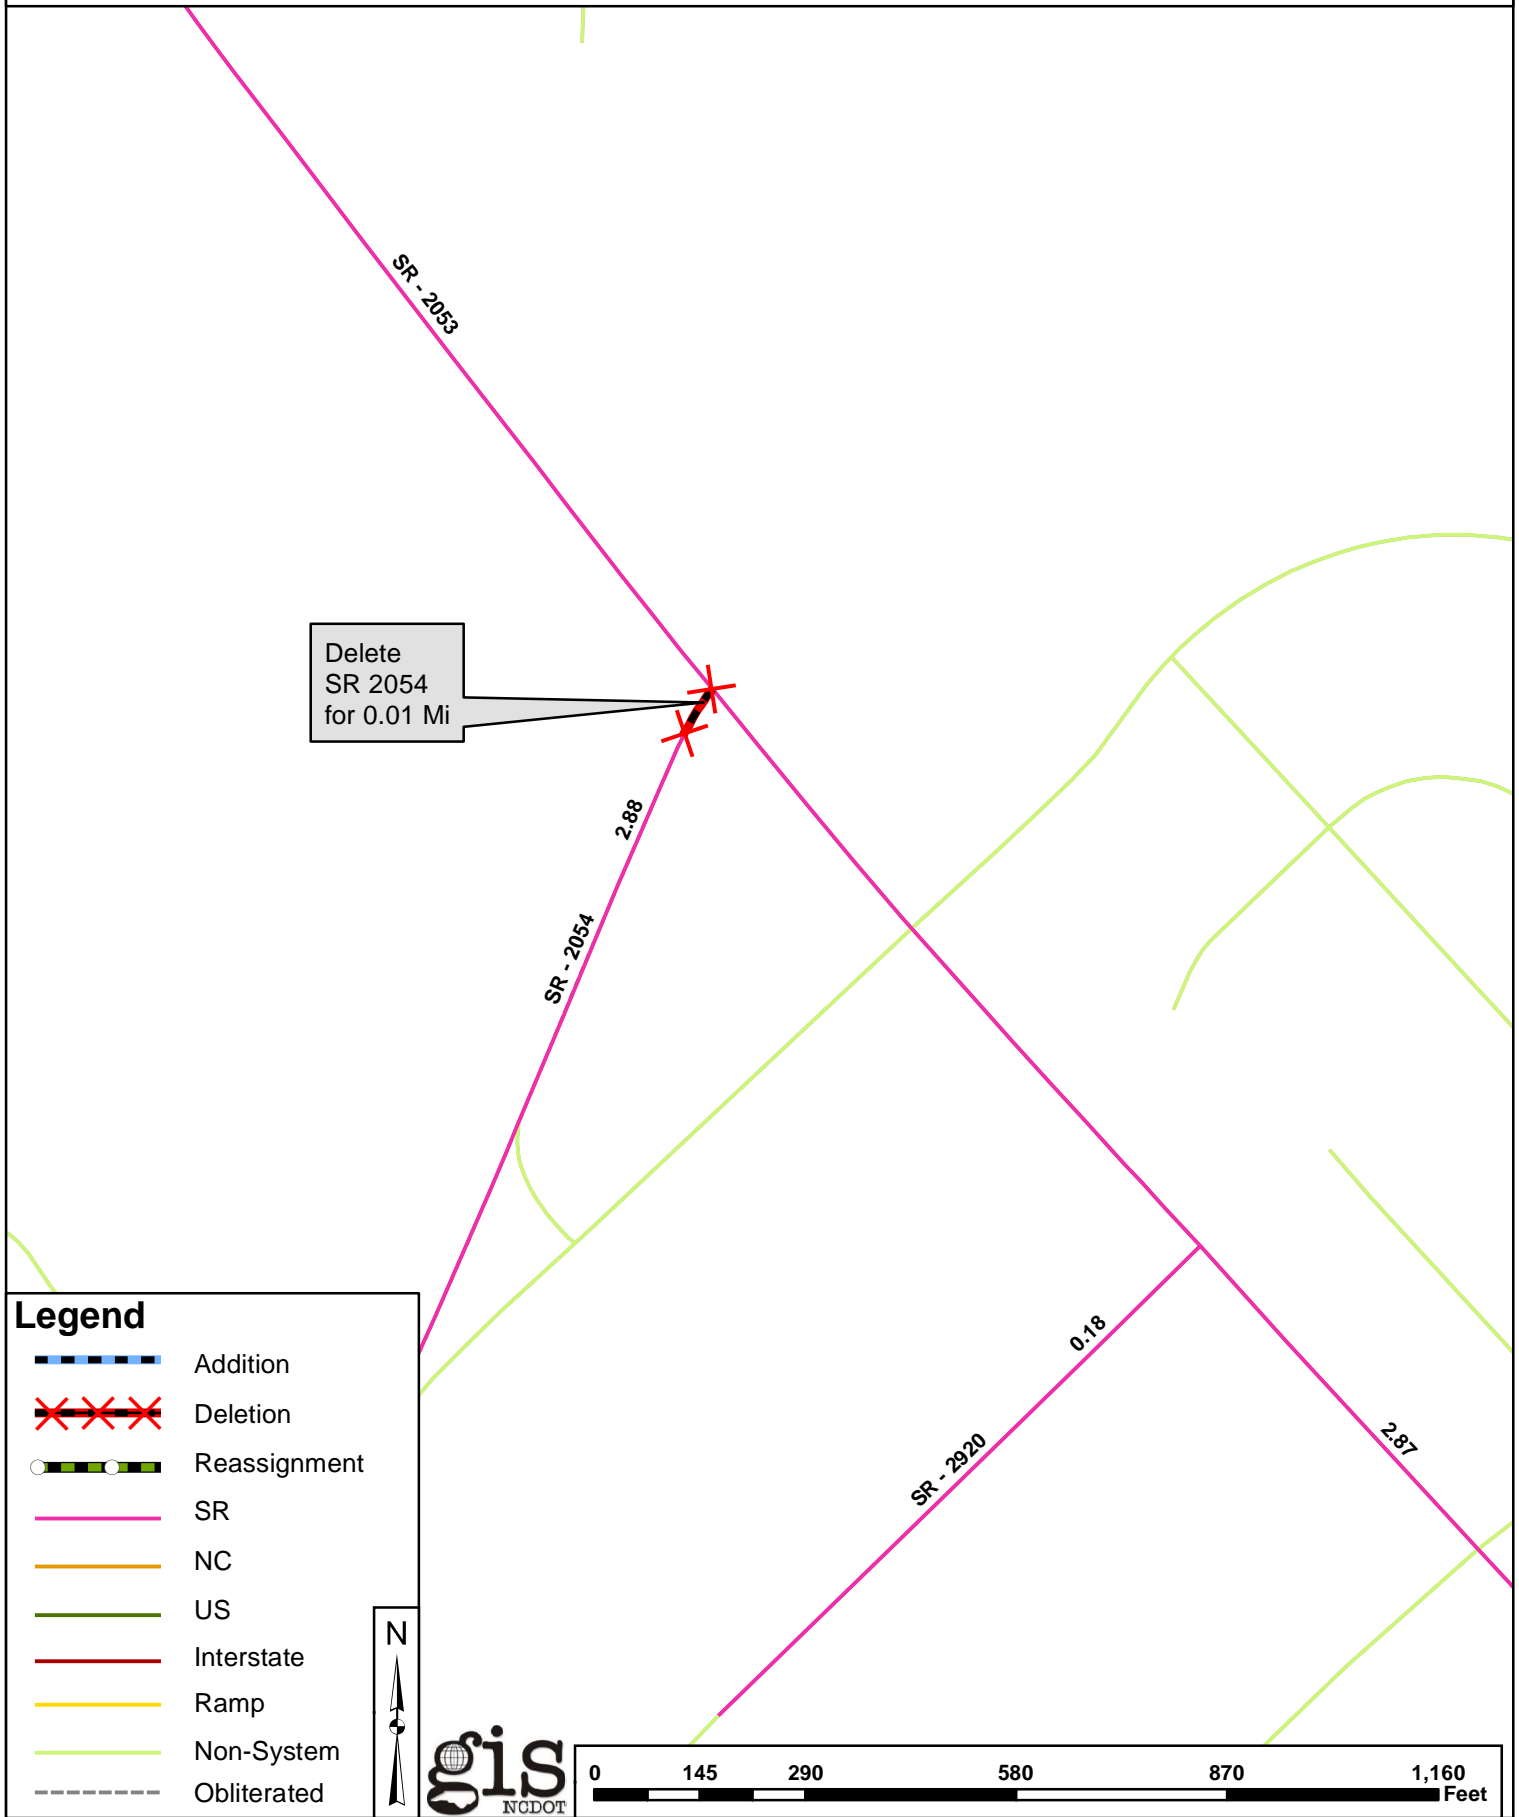 SR - 2053
Delete
SR 2054
for 0.01 Mi
2.88
SR - 2054
0.18
SR - 2920
2.87
Legend
Addition
Deletion
Reassignment
SR
NC
US
Interstate
Ramp
Non-System
Obliterated
N
gis
NCDOT
0 145 290 580 870 1,160
Feet